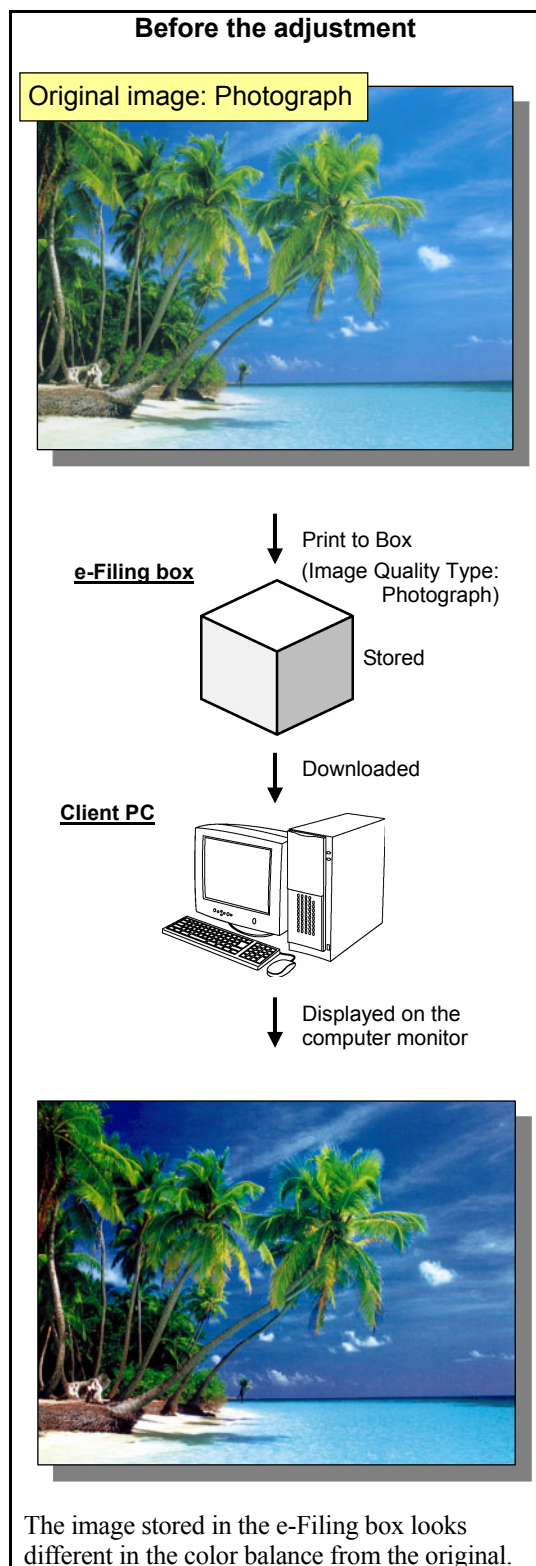 Before the adjustment
Original image: Photograph
Print to Box
(Image Quality Type:
Photograph)
e-Filing box
Stored
Downloaded
Client PC
Displayed on the
computer monitor
The image stored in the e-Filing box looks
different in the color balance from the original.